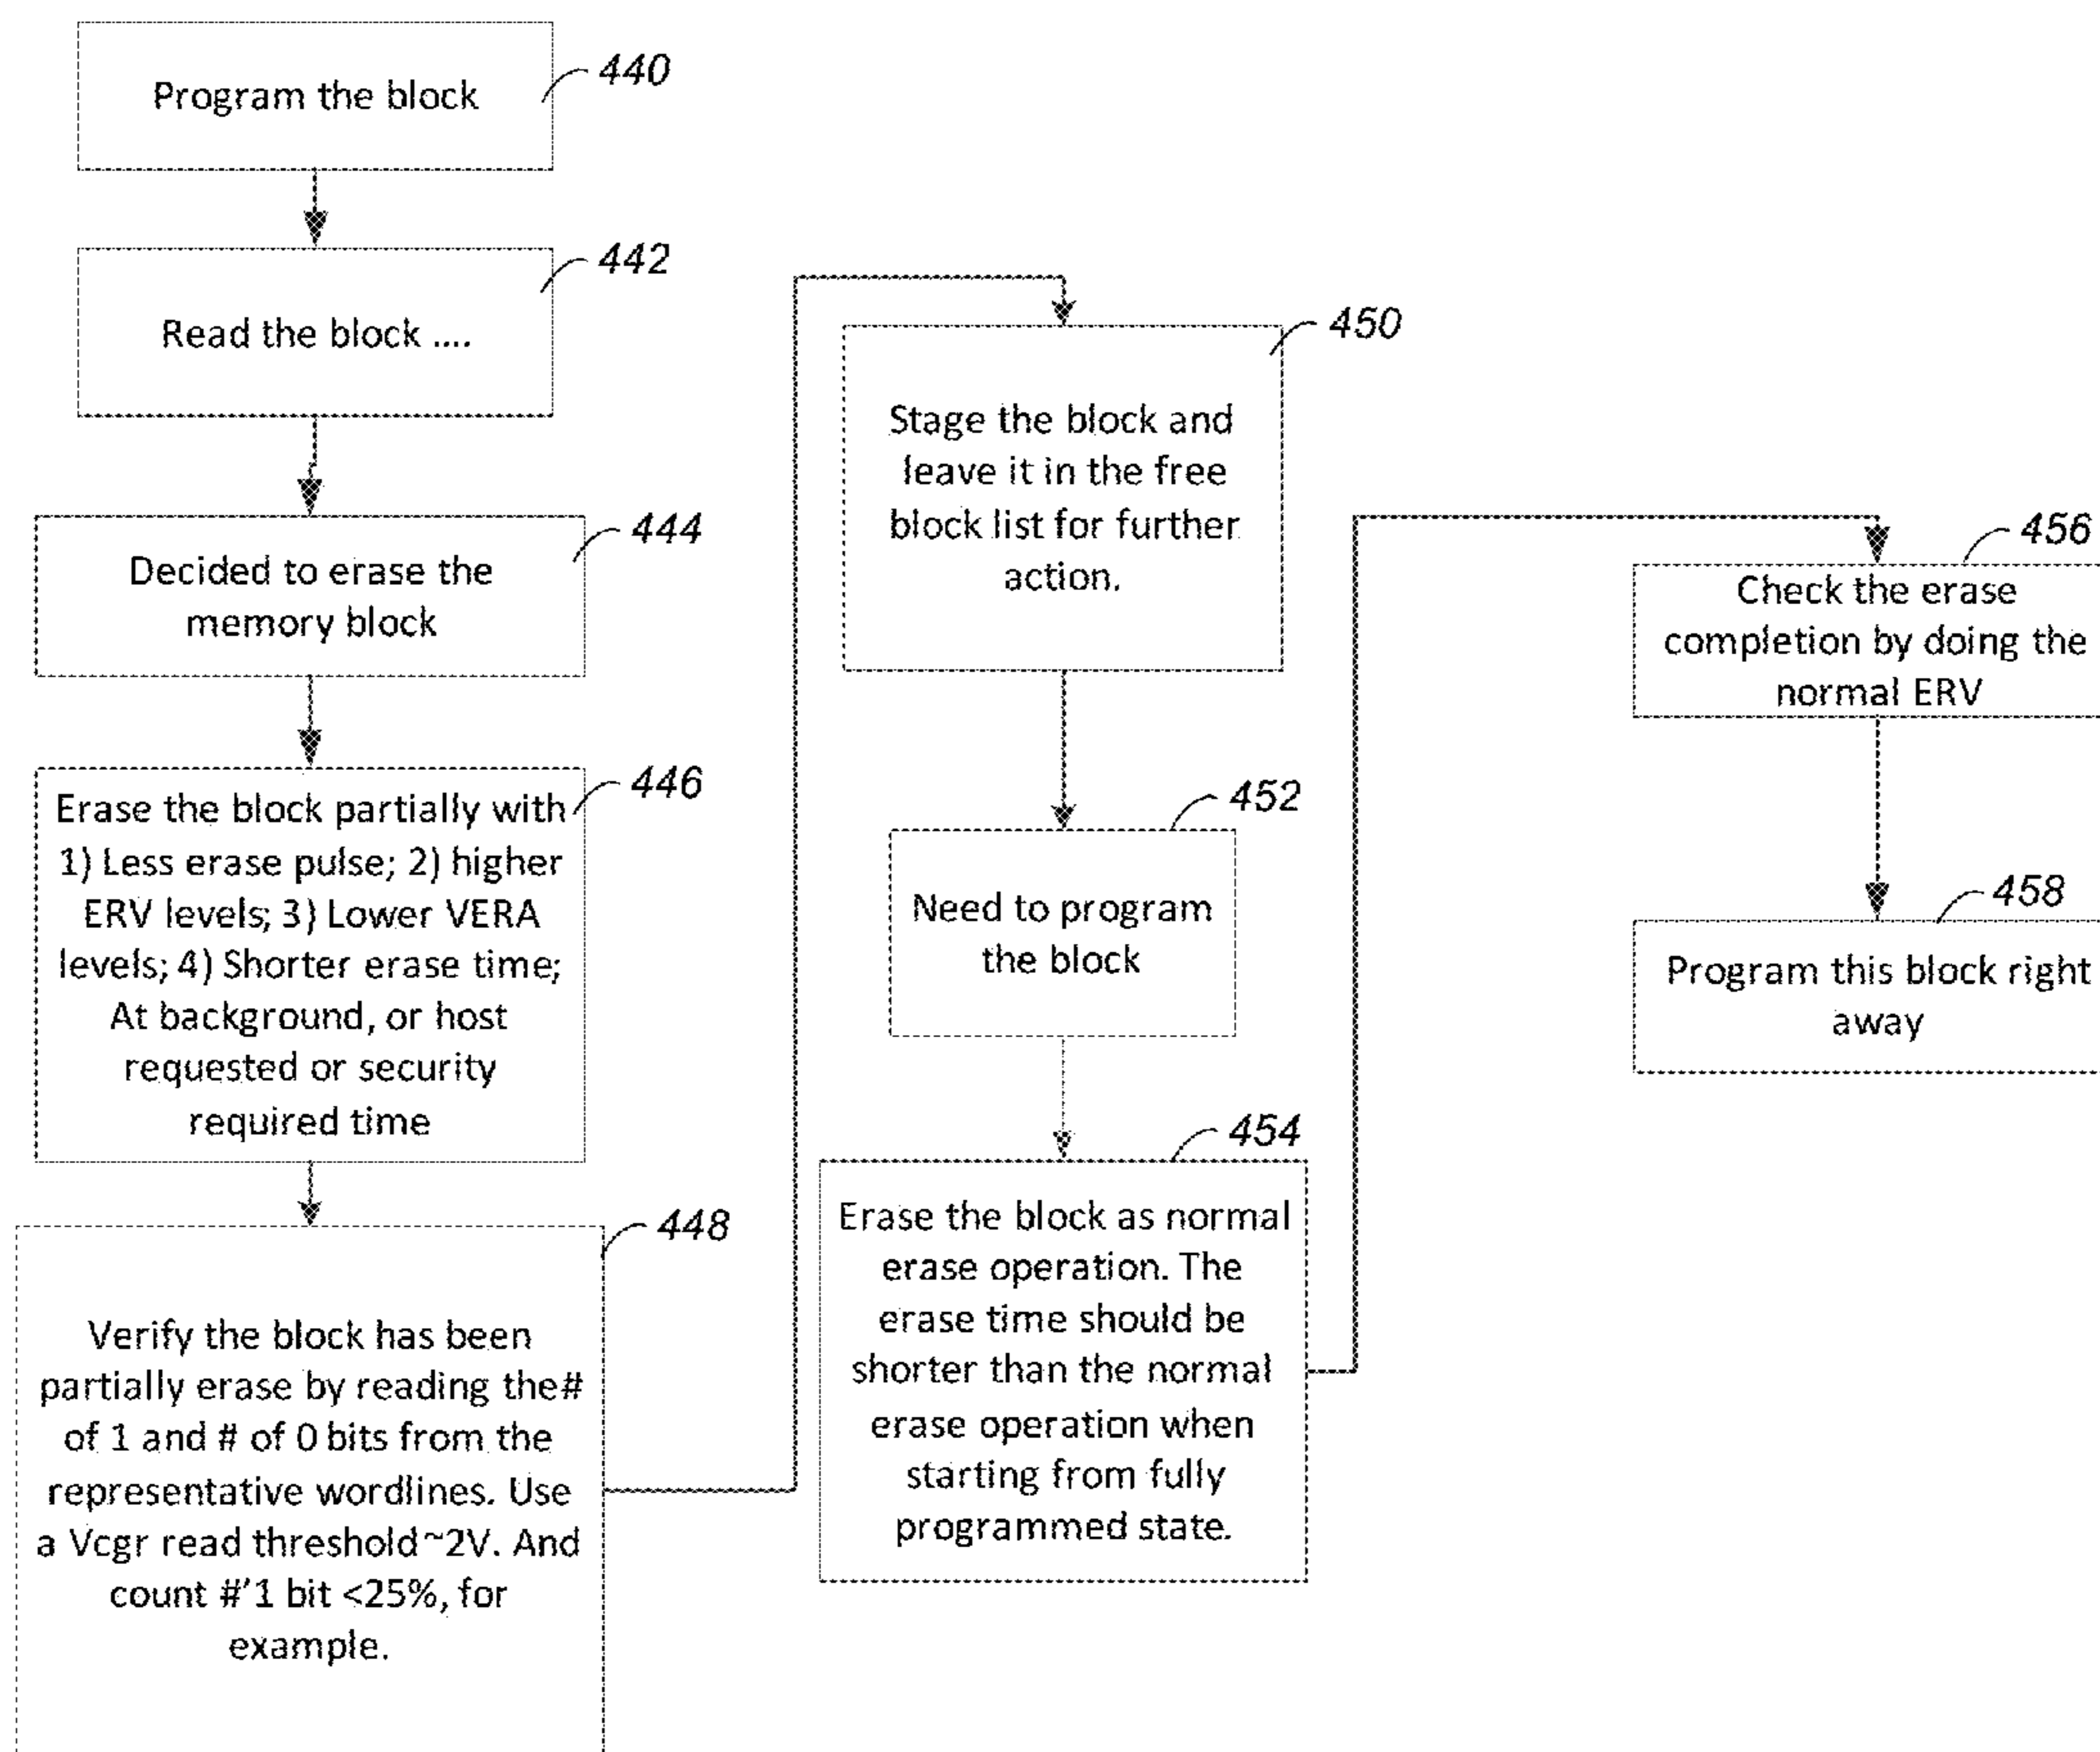 Program the block
440
Read the block ....
442
Decided to erase the
memory block
444
Erase the block partially with
1) Less erase pulse; 2) higher
ERV levels; 3) Lower VERA
levels; 4) Shorter erase time;
At background, or host
requested or security
required time
446
Verify the block has been
partially erase by reading the#
of 1 and # of 0 bits from the
representative wordlines. Use
a Vcgr read threshold~2V. And
count #'1 bit <25%, for
example.
448
Stage the block and
leave it in the free
block list for further
action.
450
Need to program
the block
452
Erase the block as normal
erase operation. The
erase time should be
shorter than the normal
erase operation when
starting from fully
programmed state.
454
Check the erase
completion by doing the
normal ERV
456
Program this block right
away
458